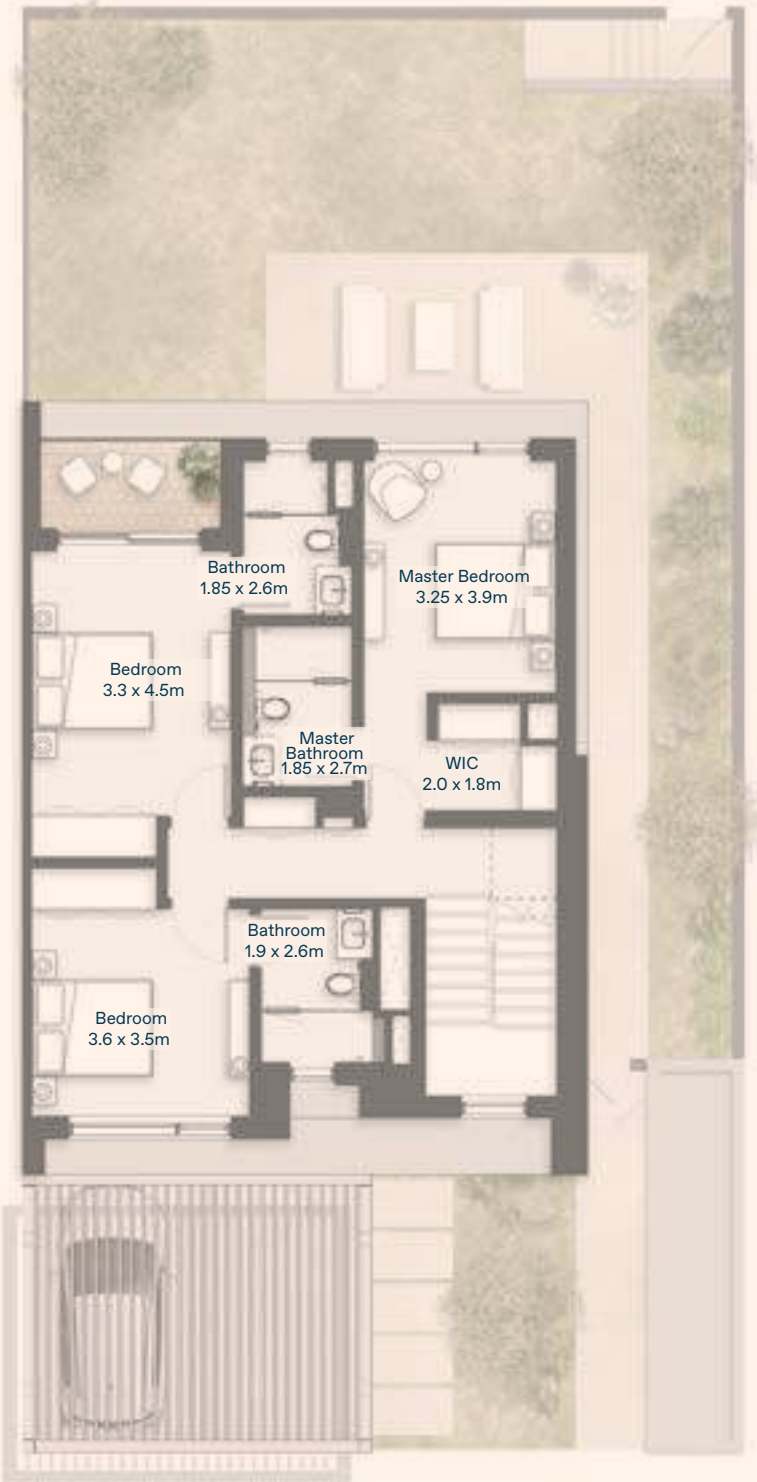 Bathroom
1.85 x 2.6m
Master Bedroom
3.25 x 3.9m
Bedroom
3.3 x 4.5m
Master
Bathroom
1.85 x 2.7m
WIC
2.0 x 1.8m
Bathroom
1.9 x 2.6m
Bedroom
3.6 x 3.5m